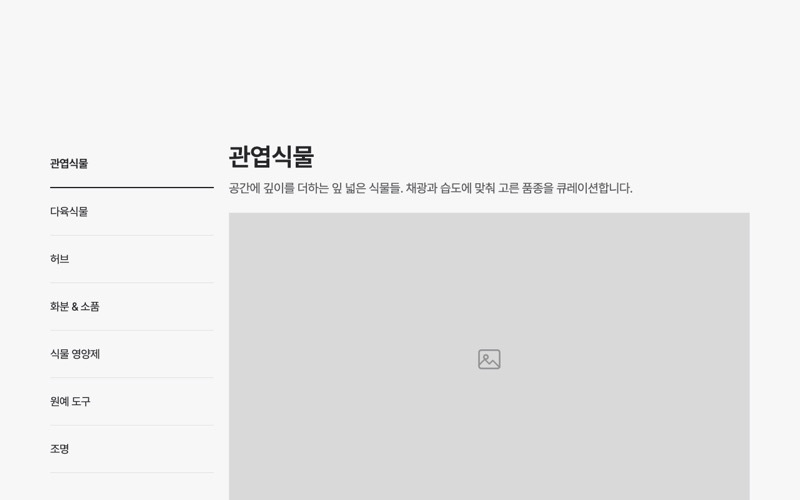 관엽식물
다육식물
허브
화분 & 소품
식물 영양제
원예 도구
조명
관엽식물
공간에 깊이를 더하는 잎 넓은 식물들. 채광과 습도에 맞춰 고른 품종을 큐레이션합니다.